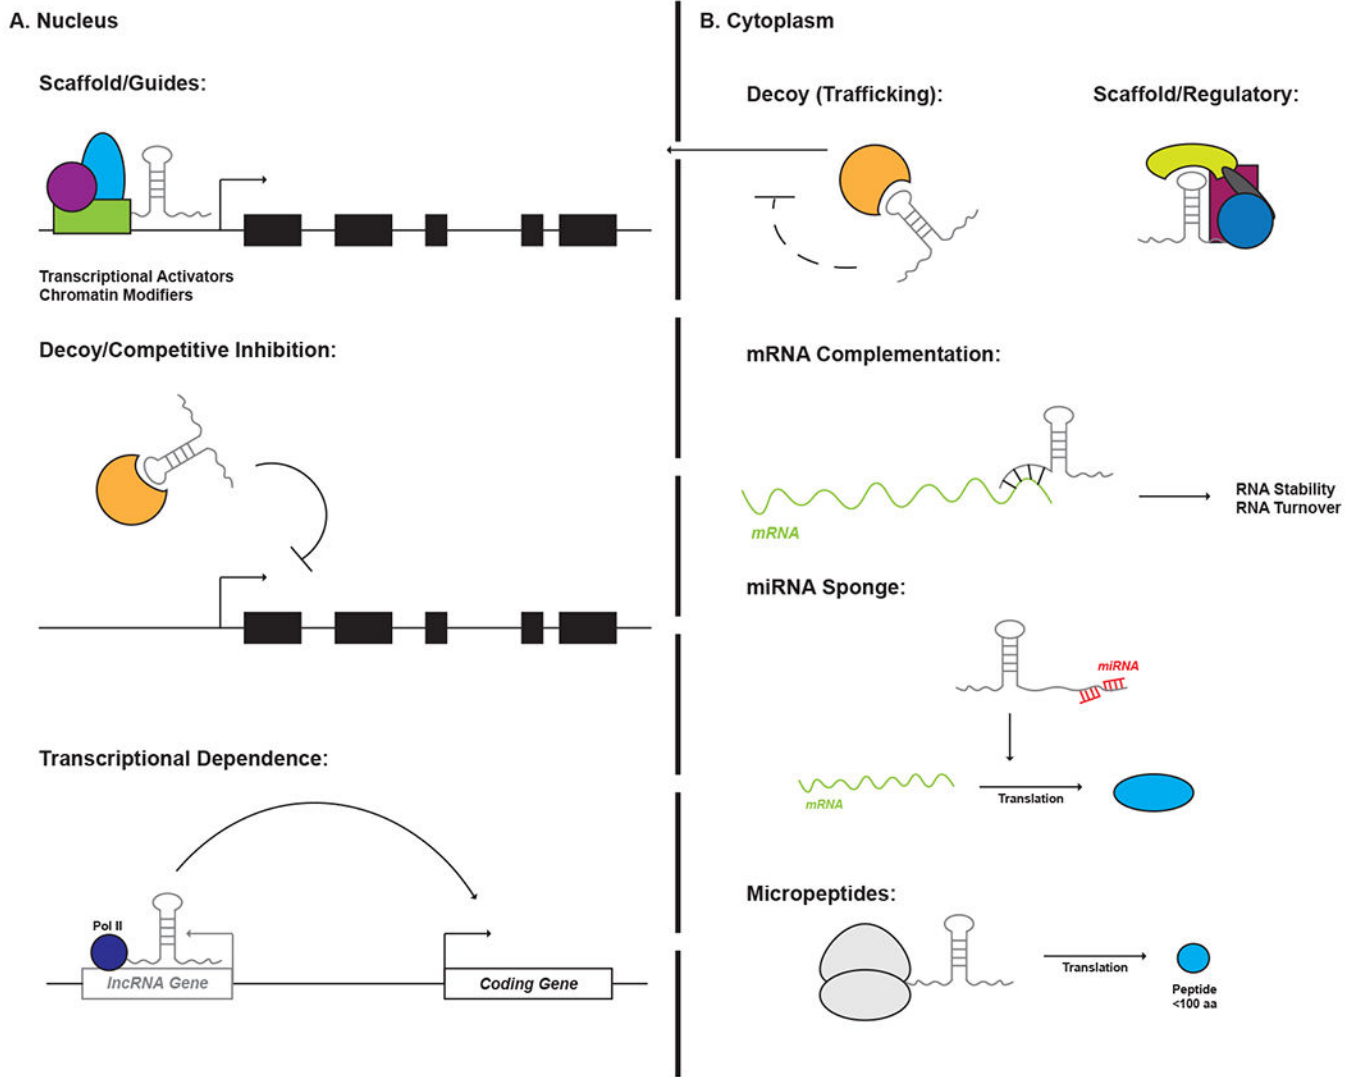 A. Nucleus
Scaffold/Guides:
Transcriptional Activators
Chromatin Modifiers
Decoy/Competitive Inhibition:
Transcriptional Dependence:
Pol II
lncRNA Gene
Coding Gene
B. Cytoplasm
Decoy (Trafficking):
Scaffold/Regulatory:
mRNA Complementation:
mRNA
RNA Stability
RNA Turnover
miRNA Sponge:
miRNA
mRNA
Translation
Micropeptides:
Translation
Peptide
<100 aa